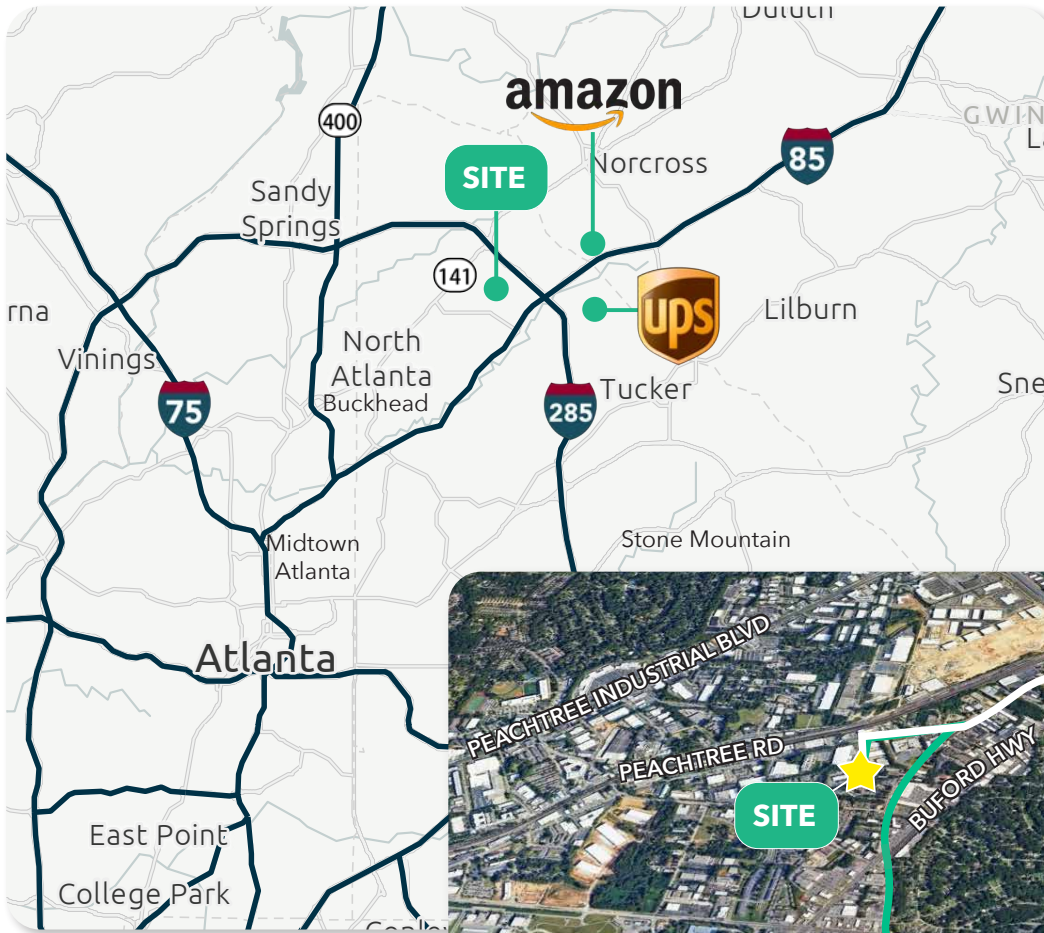 Duluth
amazon
400
GWIN
La
85
Norcross
SITE
Sandy
Springs
141
ups
Lilburn
rna
North
Atlanta
Vinings
Buckhead
Tucker
Sne
75
285
Stone Mountain
Midtown
Atlanta
Atlanta
PEACHTREE INDUSTRIAL BLVD
PEACHTREE RD
BUFORD HWY
SITE
East Point
College Park